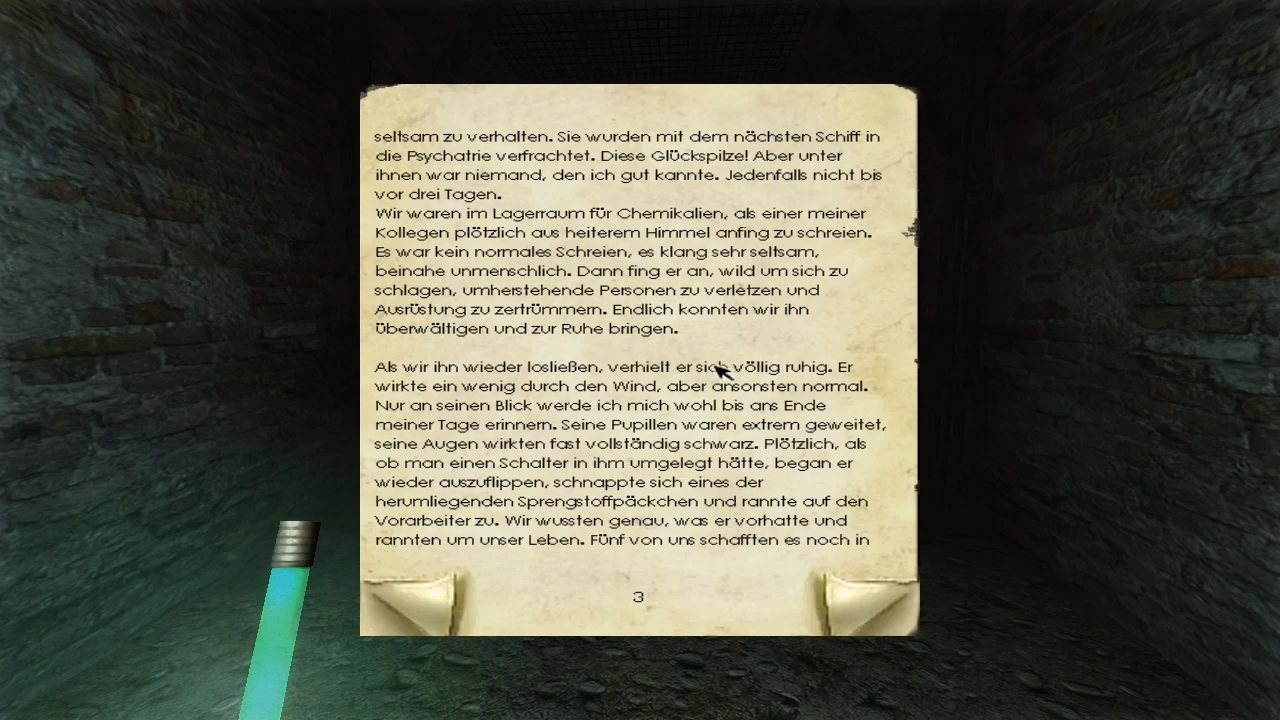 seltsam zu verhalten. Sie wurden mit dem nächsten Schiff in
die Psychatrie verfrachtet. Diese Glückspilze! Aber unter
ihnen war niemand, den ich gut kannte. Jedenfalls nicht bis
vor drei Tagen.
Wir waren im Lagerraum für Chemikalien, als einer meiner
Kollegen plötzlich aus heiterem Himmel anfing zu schreien.
Es war kein normales Schreien, es klang sehr seltsam,
beinahe unmenschlich. Dann fing er an, wild um sich zu
schlagen, umherstehende Personen zu verletzen und
Ausrüstung zu zertrümmern. Endlich konnten wir ihn
überwältigen und zur Ruhe bringen.
Als wir ihn wieder losließen, verhielt er sich völlig ruhig. Er
wirkte ein wenig durch den Wind, aber ansonsten normal.
Nur an seinen Blick werde ich mich wohl bis ans Ende
meiner Tage erinnern. Seine Pupillen waren extrem geweitet,
seine Augen wirkten fast vollständig schwarz. Plötzlich, als
ob man einen Schalter in ihm umgelegt hätte, begann er
wieder auszuflippen, schnappte sich eines der
herumliegenden Sprengstoffpäckchen und rannte auf den
Vorarbeiter zu. Wir wussten genau, was er vorhatte und
rannten um unser Leben. Fünf von uns schafften es noch in
3